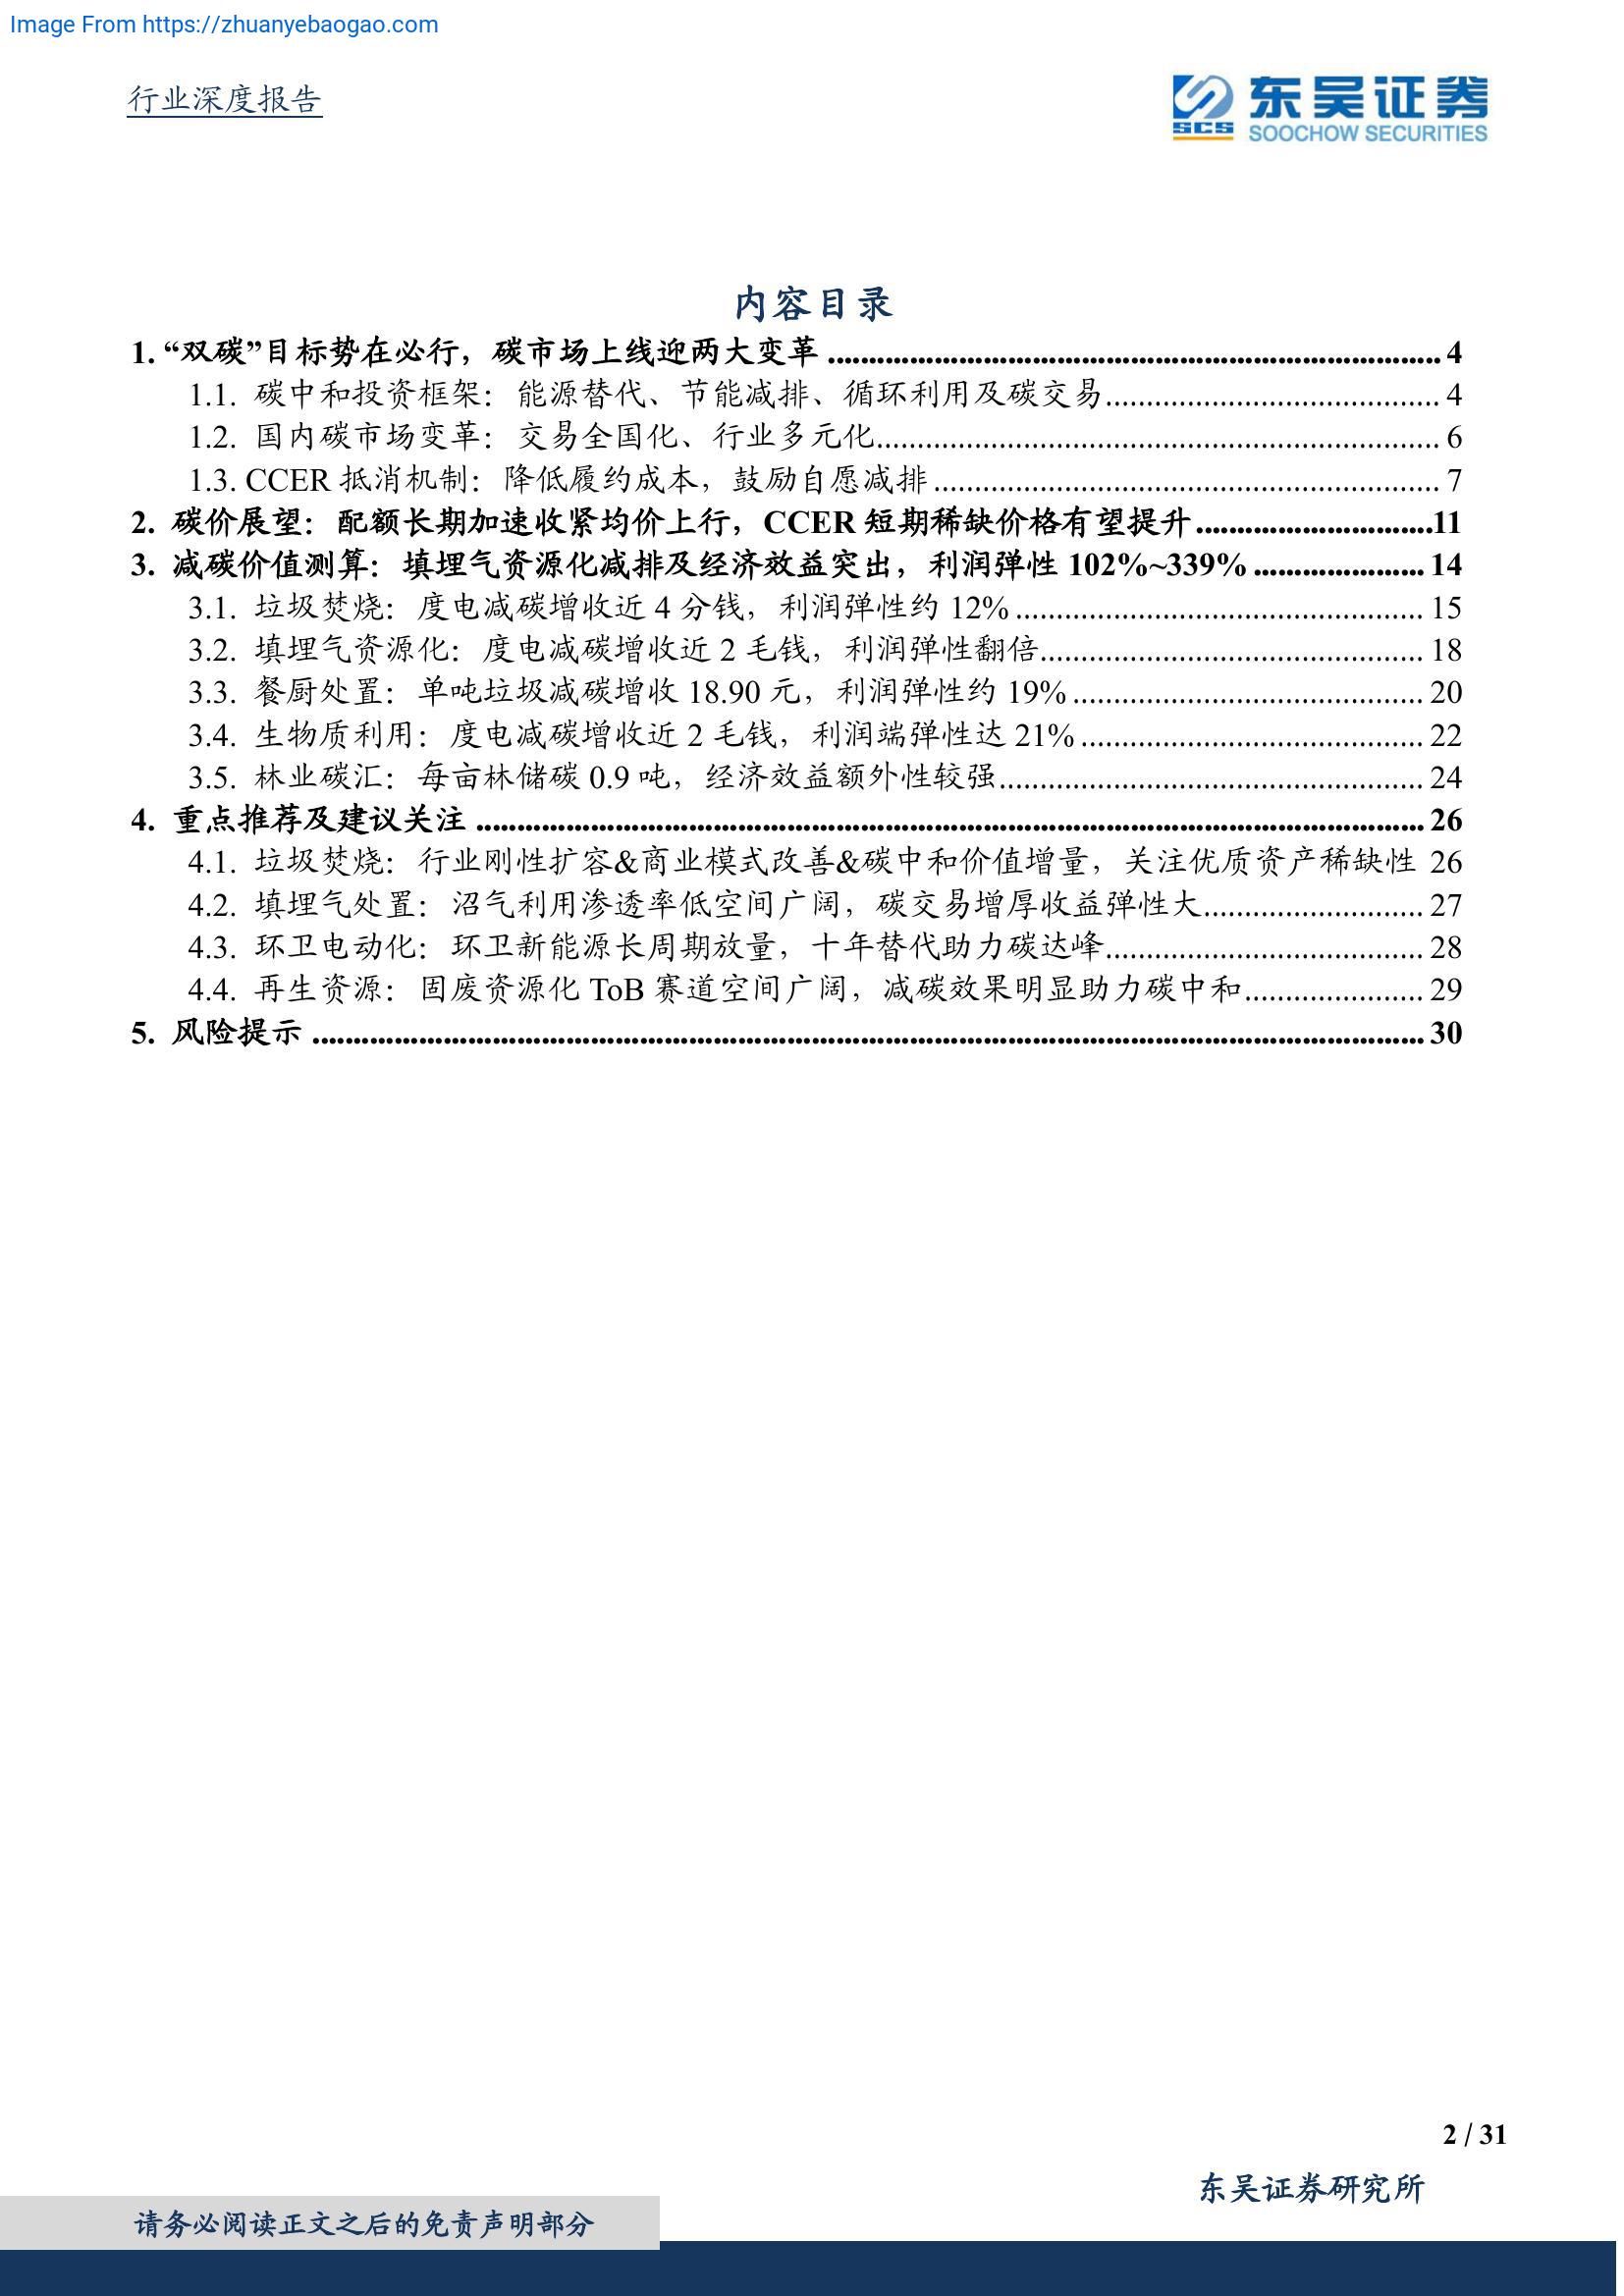 Image From https://zhuanyebaogao.com
行业深度报告
东吴证券
SCS
SOOCHOW SECURITIES
内容目录
1. “双碳”目标势在必行，碳市场上线迎两大变革 ........ 4
1.1. 碳中和投资框架：能源替代、节能减排、循环利用及碳交易........ 4
1.2. 国内碳市场变革：交易全国化、行业多元化........ 6
1.3. CCER 抵消机制：降低履约成本，鼓励自愿减排 ........ 7
2. 碳价展望：配额长期加速收紧均价上行，CCER 短期稀缺价格有望提升........11
3. 减碳价值测算：填埋气资源化减排及经济效益突出，利润弹性 102%~339% ........ 14
3.1. 垃圾焚烧：度电减碳增收近 4 分钱，利润弹性约 12% ........ 15
3.2. 填埋气资源化：度电减碳增收近 2 毛钱，利润弹性翻倍........ 18
3.3. 餐厨处置：单吨垃圾减碳增收 18.90 元，利润弹性约 19% ........ 20
3.4. 生物质利用：度电减碳增收近 2 毛钱，利润端弹性达 21% ........ 22
3.5. 林业碳汇：每亩林储碳 0.9 吨，经济效益额外性较强........ 24
4. 重点推荐及建议关注 ........ 26
4.1. 垃圾焚烧：行业刚性扩容&商业模式改善&碳中和价值增量，关注优质资产稀缺性 26
4.2. 填埋气处置：沼气利用渗透率低空间广阔，碳交易增厚收益弹性大........ 27
4.3. 环卫电动化：环卫新能源长周期放量，十年替代助力碳达峰........ 28
4.4. 再生资源：固废资源化 ToB 赛道空间广阔，减碳效果明显助力碳中和........ 29
5. 风险提示 ........ 30
2 / 31
东吴证券研究所
请务必阅读正文之后的免责声明部分